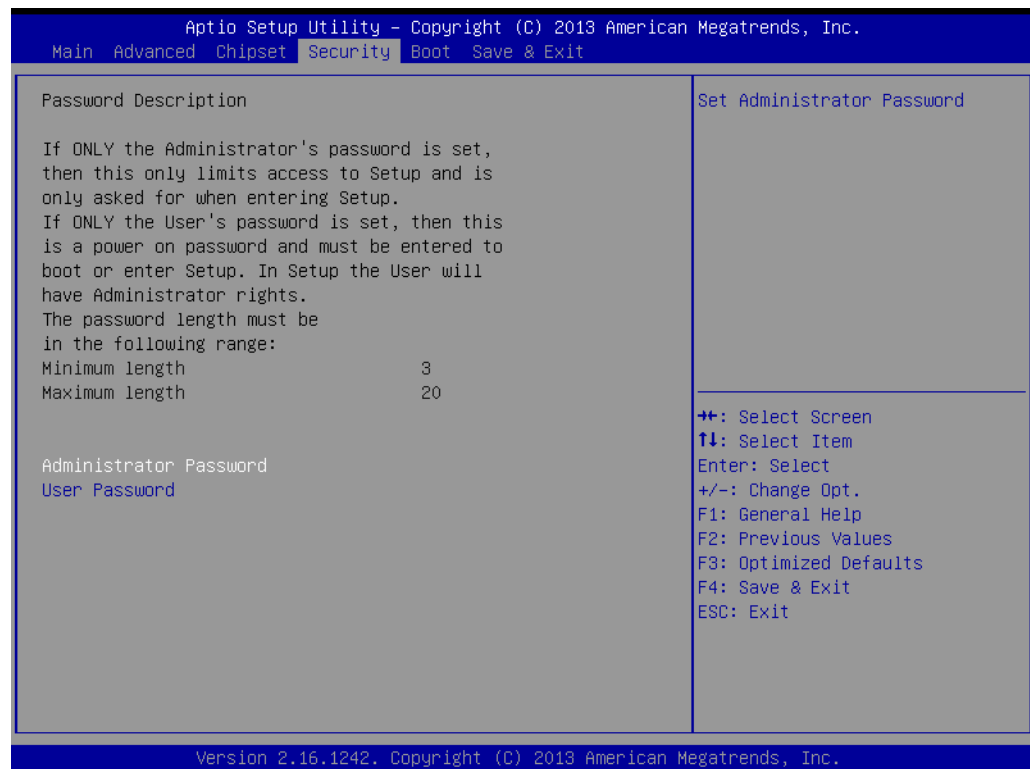 Aptio Setup Utility – Copyright (C) 2013 American Megatrends, Inc.
Main Advanced Chipset Security Boot Save & Exit
Password Description
If ONLY the Administrator's password is set,
then this only limits access to Setup and is
only asked for when entering Setup.
If ONLY the User's password is set, then this
is a power on password and must be entered to
boot or enter Setup. In Setup the User will
have Administrator rights.
The password length must be
in the following range:
Minimum length 3
Maximum length 20
Administrator Password
User Password
Set Administrator Password
→←: Select Screen
↑↓: Select Item
Enter: Select
+/-: Change Opt.
F1: General Help
F2: Previous Values
F3: Optimized Defaults
F4: Save & Exit
ESC: Exit
Version 2.16.1242. Copyright (C) 2013 American Megatrends, Inc.